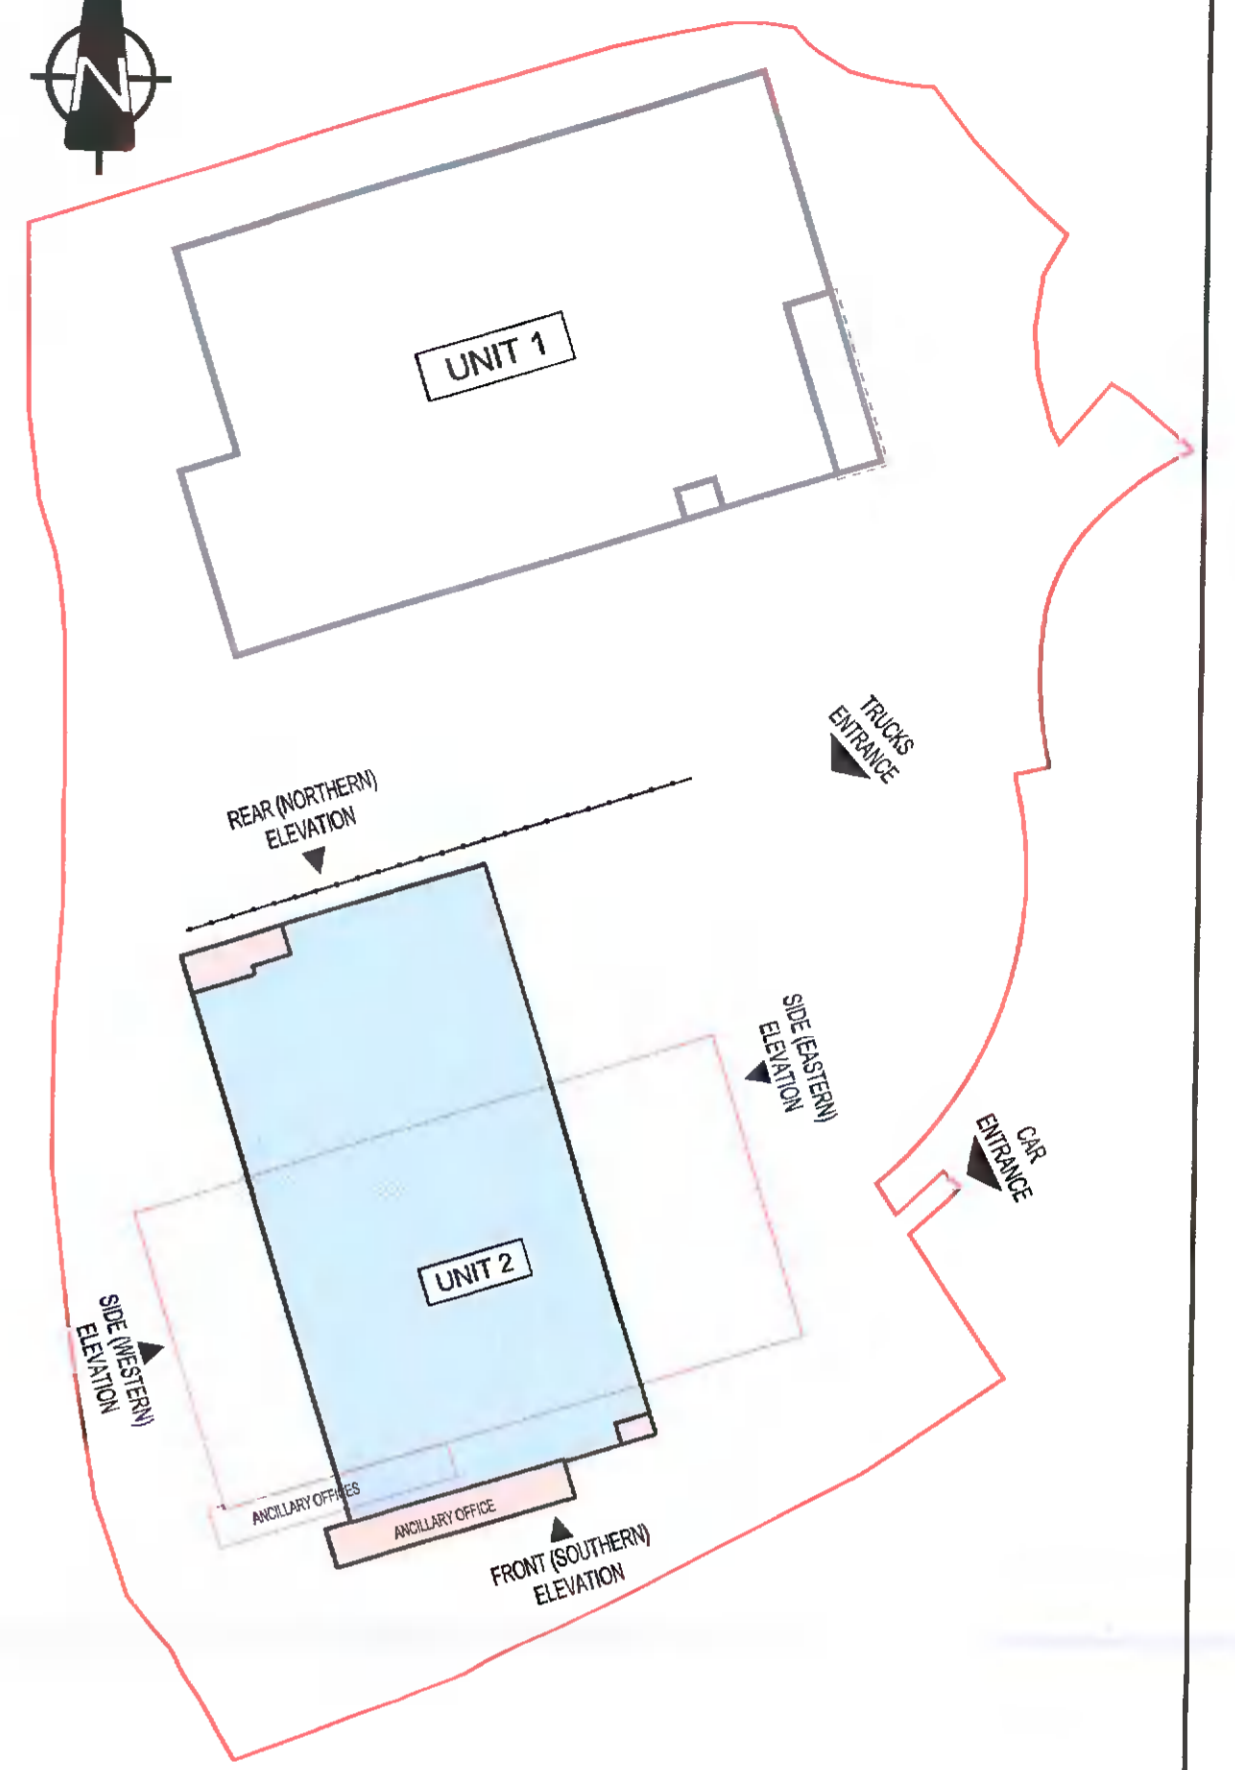 N
UNIT 1
TRUCKS
ENTRANCE
REAR (NORTHERN)
ELEVATION
SIDE (EASTERN)
ELEVATION
CAR
ENTRANCE
UNIT 2
SIDE (WESTERN)
ELEVATION
ANCILLARY OFFICES
ANCILLARY OFFICE
FRONT (SOUTHERN)
ELEVATION